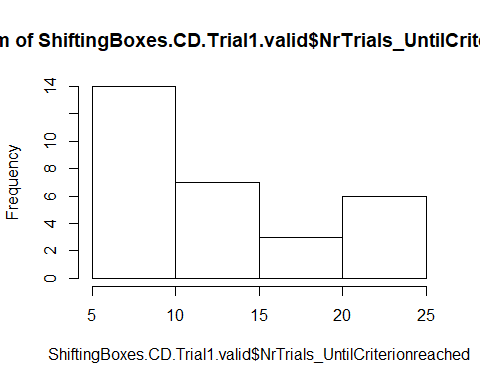 m of ShiftingBoxes.CD.Trial1.valid$NrTrials_UntilCrite
Frequency
14
10
8
6
4
2
0
5 10 15 20 25
ShiftingBoxes.CD.Trial1.valid$NrTrials_UntilCriterionreached